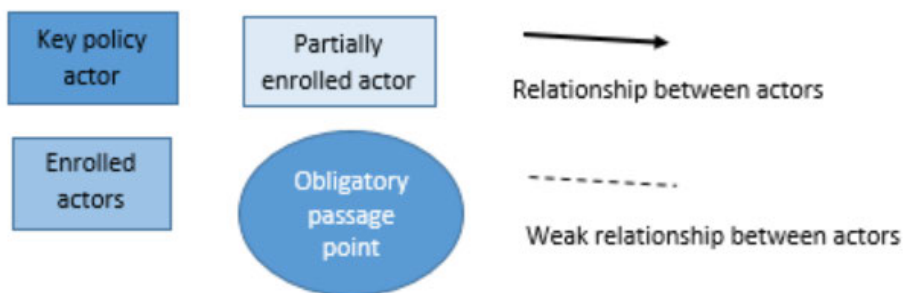 Key policy
actor
Partially
enrolled actor
Relationship between actors
Enrolled
actors
Obligatory
passage
point
Weak relationship between actors